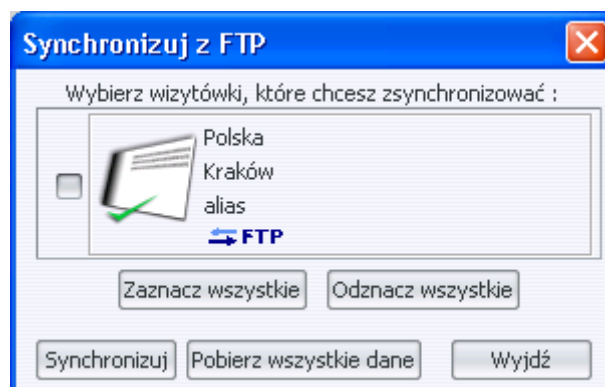 Synchronizuj z FTP
Wybierz wizytówki, które chcesz zsynchronizować :
Polska
Kraków
alias
FTP
Zaznacz wszystkie Odznacz wszystkie
Synchronizuj Pobierz wszystkie dane Wyjdź